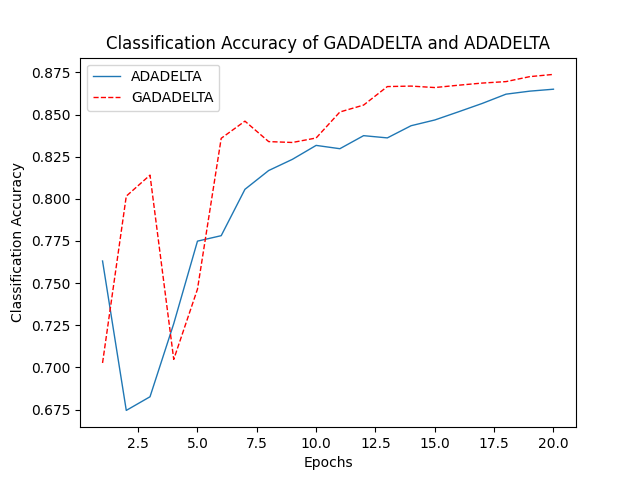 Classification Accuracy of GADADELTA and ADADELTA
ADADELTA
GADADELTA
Classification Accuracy
0.875
0.850
0.825
0.800
0.775
0.750
0.725
0.700
0.675
2.5 5.0 7.5 10.0 12.5 15.0 17.5 20.0
Epochs